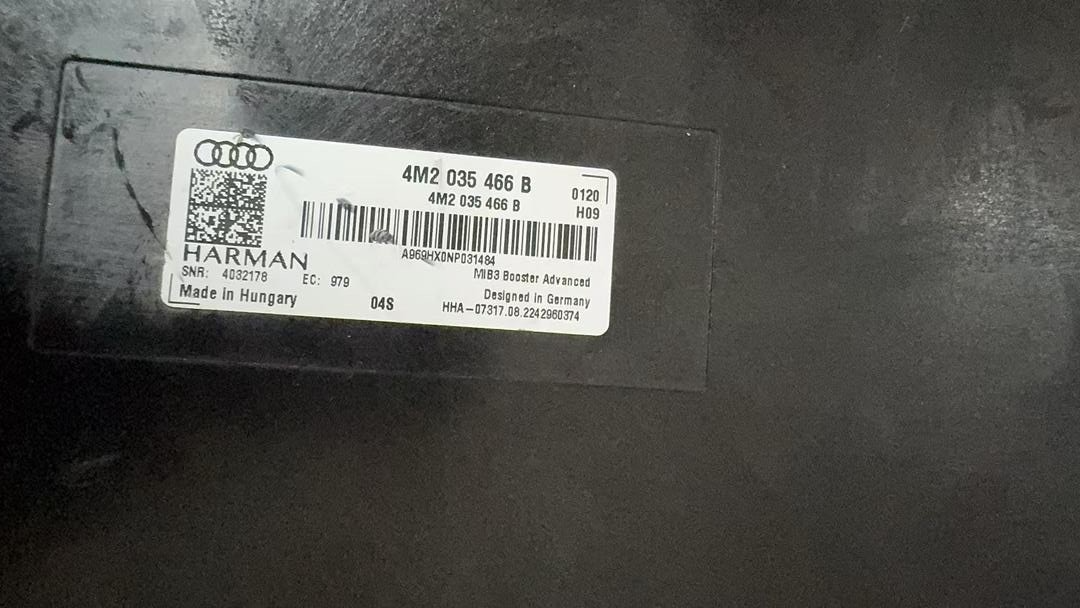 4M2 035 466 B
4M2 035 466 B
0120
H09
A969HX0NP031484
HARMAN
MIB3 Booster Advanced
SNR: 4032178 EC: 979
Designed in Germany
Made in Hungary
04S
HHA-07317.08.2242960374